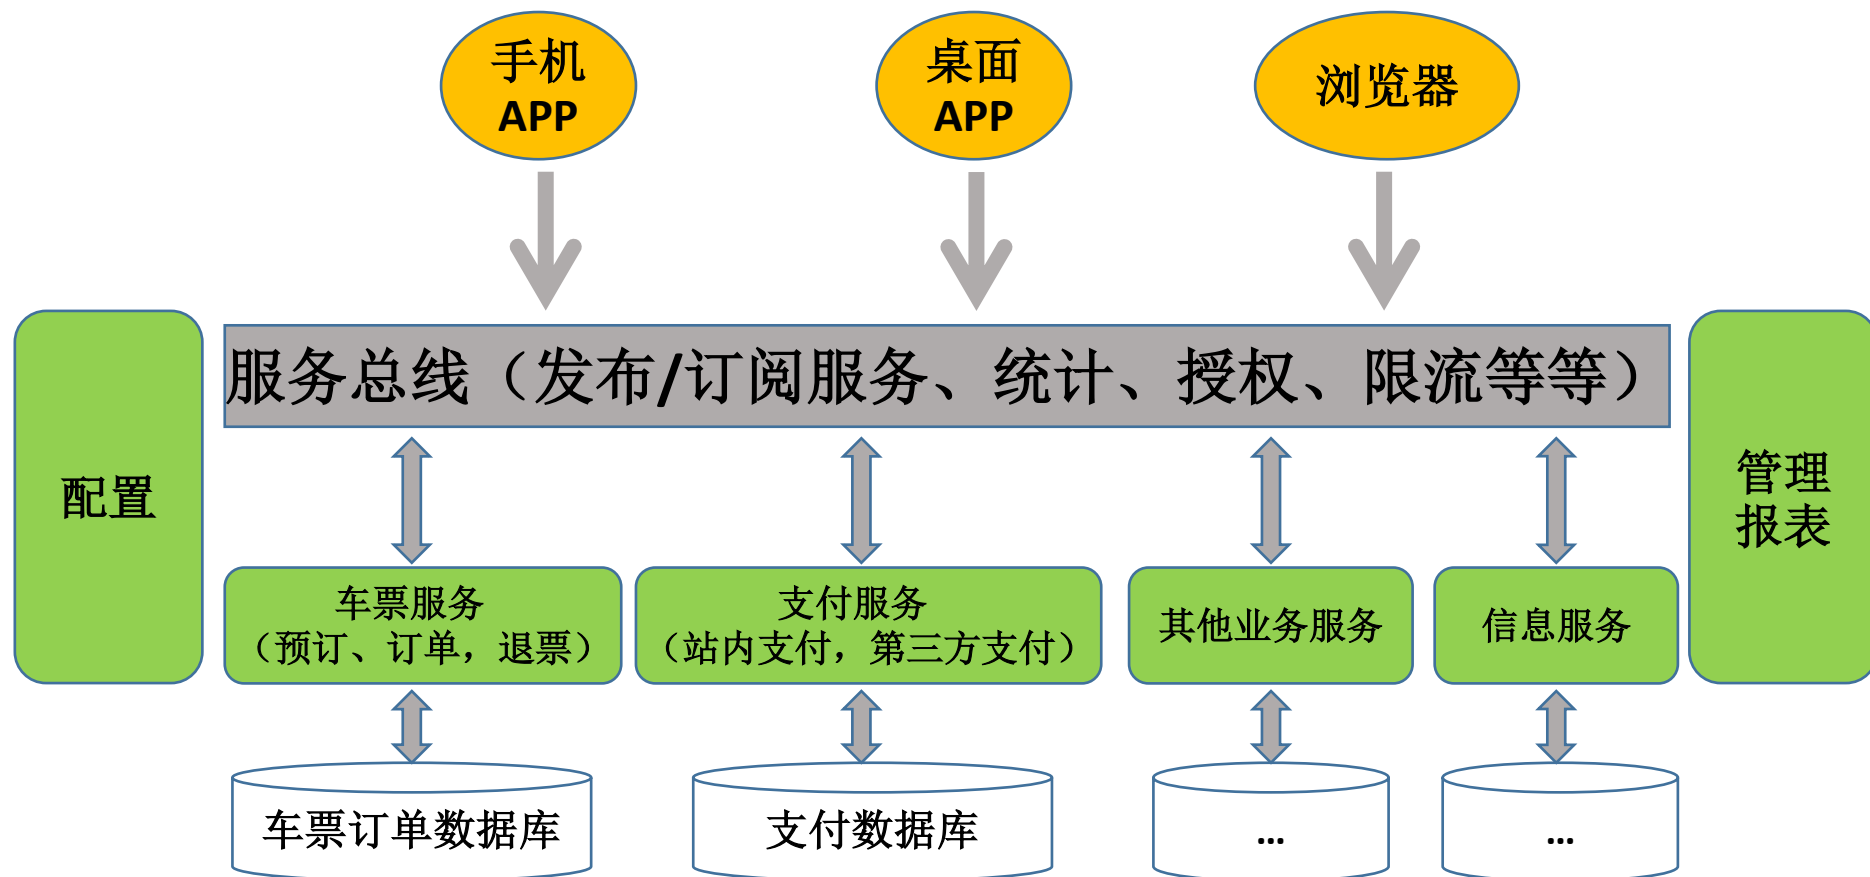 手机
APP
桌面
APP
浏览器
服务总线（发布/订阅服务、统计、授权、限流等等）
配置
管理
报表
车票服务
（预订、订单，退票）
支付服务
（站内支付，第三方支付）
其他业务服务
信息服务
车票订单数据库
支付数据库
...
...